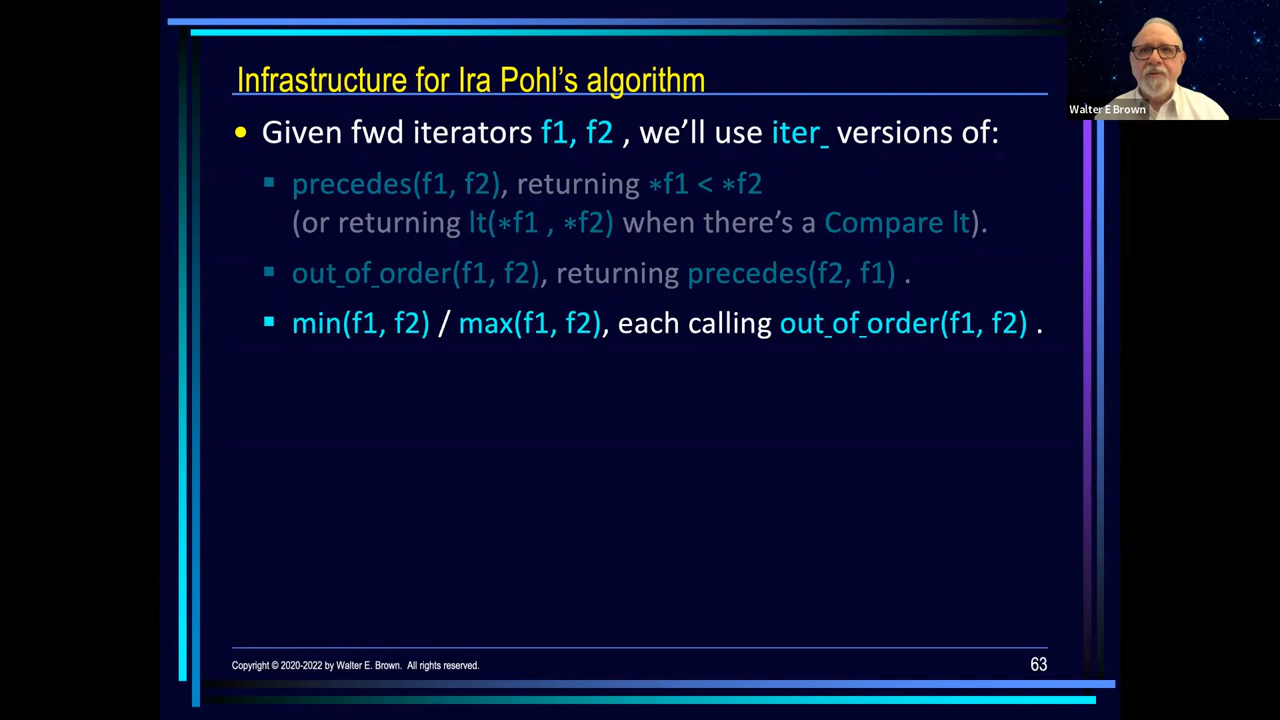 Infrastructure for Ira Pohl's algorithm
Walter E Brown
• Given fwd iterators f1, f2 , we'll use iter_ versions of:
▪ precedes(f1, f2), returning ∗f1 < ∗f2
(or returning lt(∗f1 , ∗f2) when there's a Compare lt).
▪ out_of_order(f1, f2), returning precedes(f2, f1) .
▪ min(f1, f2) / max(f1, f2), each calling out_of_order(f1, f2) .
Copyright © 2020-2022 by Walter E. Brown. All rights reserved.
63